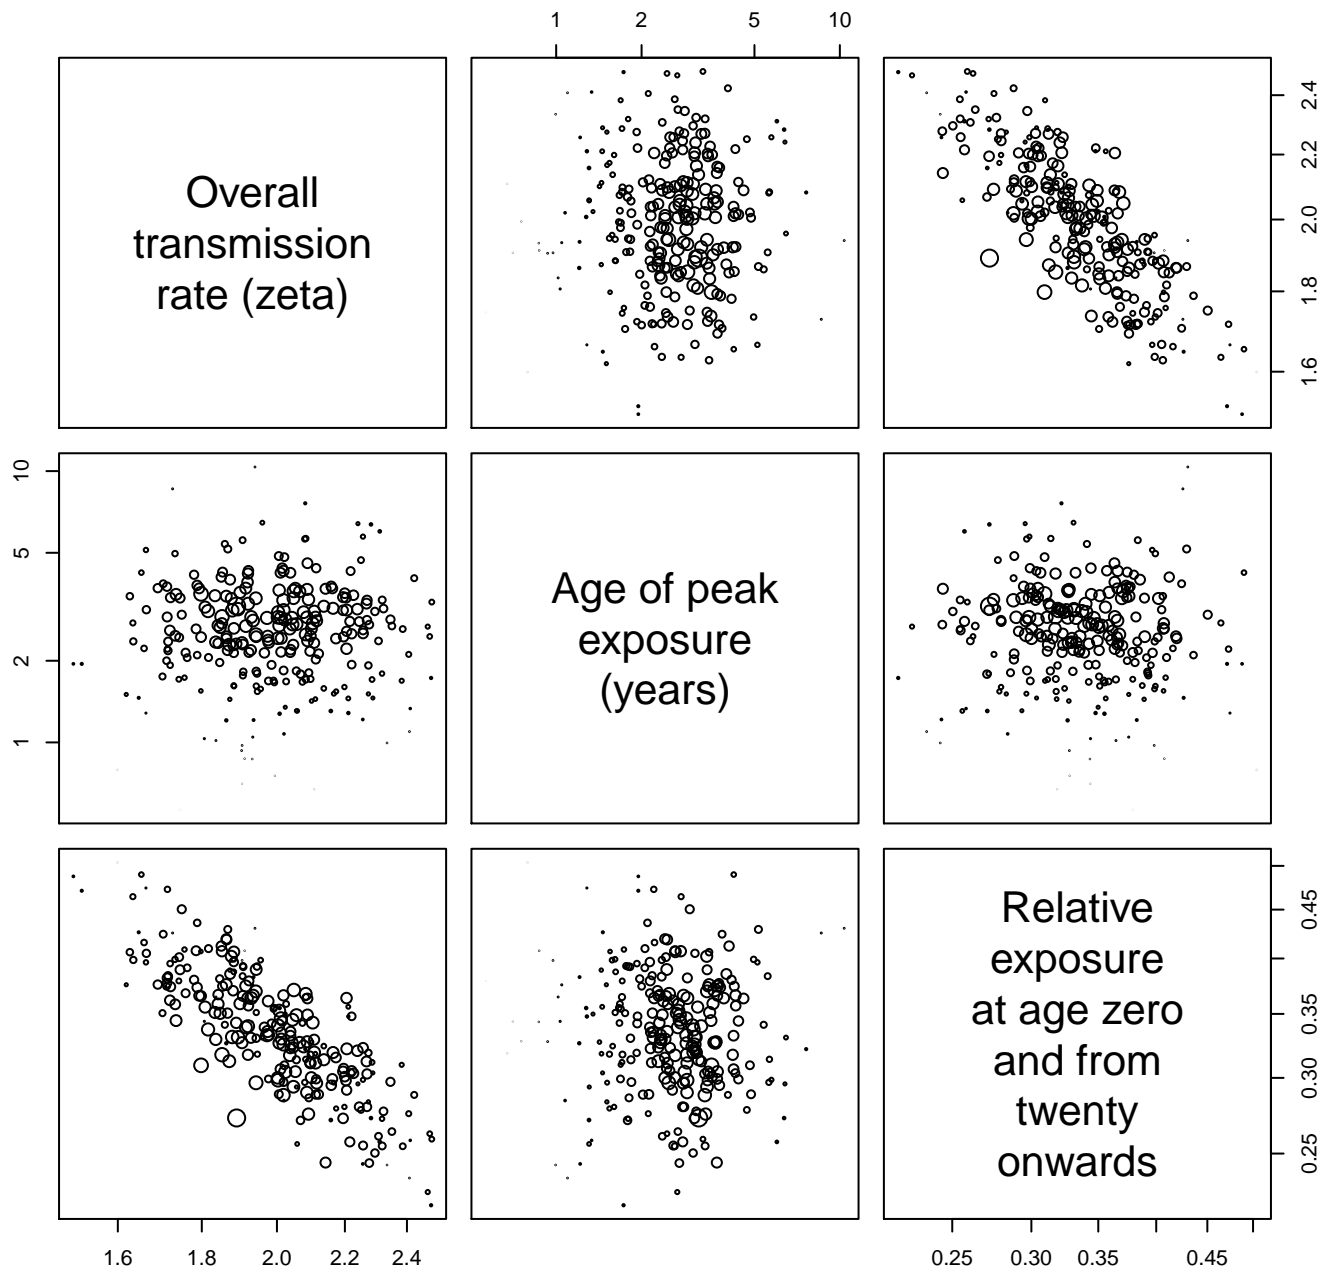 1 2 5 10
Overall
transmission
rate (zeta)
2.4
2.2
2.0
1.8
1.6
10
5
2
1
Age of peak
exposure
(years)
Relative
exposure
at age zero
and from
twenty
onwards
0.45
0.35
0.30
0.25
1.6 1.8 2.0 2.2 2.4
0.25 0.30 0.35 0.45